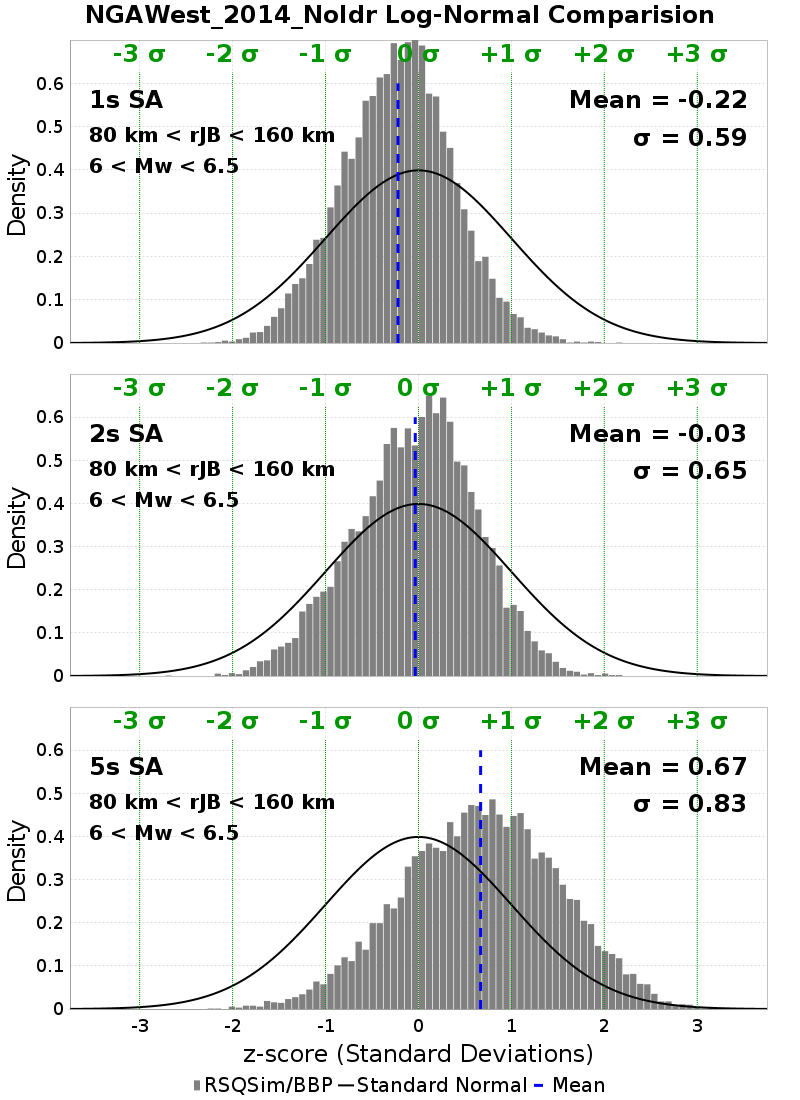 NGAWest_2014_NoIdr Log-Normal Comparision
-3 σ -2 σ -1 σ 0 σ +1 σ +2 σ +3 σ
1s SA
Mean = -0.22
80 km < rJB < 160 km
σ = 0.59
6 < Mw < 6.5
Density
0.6
0.5
0.4
0.3
0.2
0.1
0
-3 σ -2 σ -1 σ 0 σ +1 σ +2 σ +3 σ
2s SA
Mean = -0.03
80 km < rJB < 160 km
σ = 0.65
6 < Mw < 6.5
Density
0.6
0.5
0.4
0.3
0.2
0.1
0
-3 σ -2 σ -1 σ 0 σ +1 σ +2 σ +3 σ
5s SA
Mean = 0.67
80 km < rJB < 160 km
σ = 0.83
6 < Mw < 6.5
Density
0.6
0.5
0.4
0.3
0.2
0.1
0
-3 -2 -1 0 1 2 3
z-score (Standard Deviations)
RSQSim/BBP Standard Normal Mean